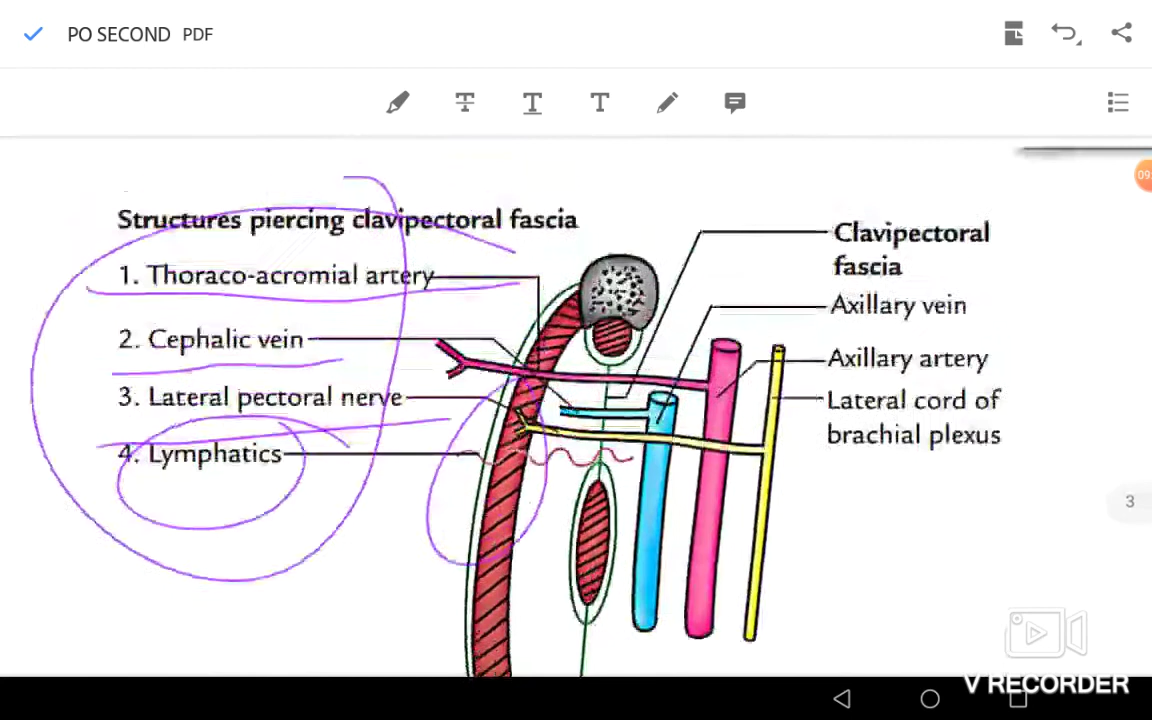 PO SECOND PDF
Structures piercing clavipectoral fascia
1. Thoraco-acromial artery
2. Cephalic vein
3. Lateral pectoral nerve
4. Lymphatics
Clavipectoral
fascia
Axillary vein
Axillary artery
Lateral cord of
brachial plexus
09:
3
V RECORDER